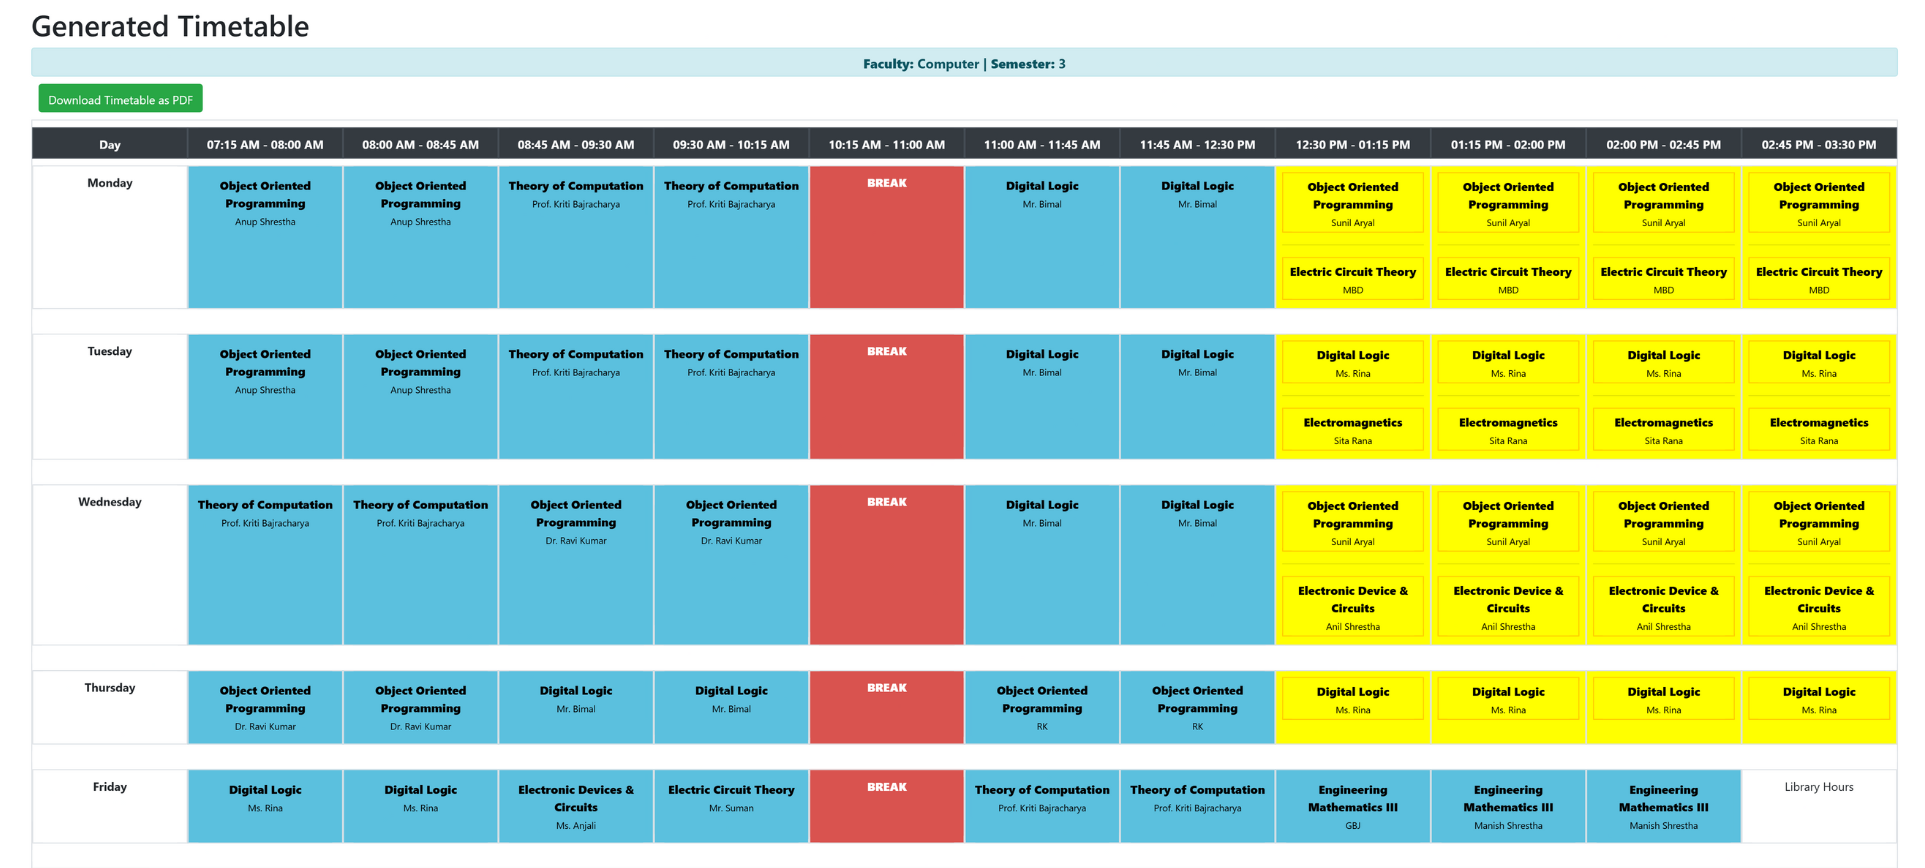 Generated Timetable
Faculty: Computer | Semester: 3
Download Timetable as PDF
Day 07:15 AM - 08:00 AM 08:00 AM - 08:45 AM 08:45 AM - 09:30 AM 09:30 AM - 10:15 AM 10:15 AM - 11:00 AM 11:00 AM - 11:45 AM 11:45 AM - 12:30 PM 12:30 PM - 01:15 PM 01:15 PM - 02:00 PM 02:00 PM - 02:45 PM 02:45 PM - 03:30 PM
Monday
Object Oriented
Programming
Anup Shrestha
Object Oriented
Programming
Anup Shrestha
Theory of Computation
Prof. Kriti Bajracharya
Theory of Computation
Prof. Kriti Bajracharya
BREAK
Digital Logic
Mr. Bimal
Digital Logic
Mr. Bimal
Object Oriented
Programming
Sunil Aryal
Electric Circuit Theory
MBD
Object Oriented
Programming
Sunil Aryal
Electric Circuit Theory
MBD
Object Oriented
Programming
Sunil Aryal
Electric Circuit Theory
MBD
Object Oriented
Programming
Sunil Aryal
Electric Circuit Theory
MBD
Tuesday
Object Oriented
Programming
Anup Shrestha
Object Oriented
Programming
Anup Shrestha
Theory of Computation
Prof. Kriti Bajracharya
Theory of Computation
Prof. Kriti Bajracharya
BREAK
Digital Logic
Mr. Bimal
Digital Logic
Mr. Bimal
Digital Logic
Ms. Rina
Electromagnetics
Sita Rana
Digital Logic
Ms. Rina
Electromagnetics
Sita Rana
Digital Logic
Ms. Rina
Electromagnetics
Sita Rana
Digital Logic
Ms. Rina
Electromagnetics
Sita Rana
Wednesday
Theory of Computation
Prof. Kriti Bajracharya
Theory of Computation
Prof. Kriti Bajracharya
Object Oriented
Programming
Dr. Ravi Kumar
Object Oriented
Programming
Dr. Ravi Kumar
BREAK
Digital Logic
Mr. Bimal
Digital Logic
Mr. Bimal
Object Oriented
Programming
Sunil Aryal
Electronic Device &
Circuits
Anil Shrestha
Object Oriented
Programming
Sunil Aryal
Electronic Device &
Circuits
Anil Shrestha
Object Oriented
Programming
Sunil Aryal
Electronic Device &
Circuits
Anil Shrestha
Object Oriented
Programming
Sunil Aryal
Electronic Device &
Circuits
Anil Shrestha
Thursday
Object Oriented
Programming
Dr. Ravi Kumar
Object Oriented
Programming
Dr. Ravi Kumar
Digital Logic
Mr. Bimal
Digital Logic
Mr. Bimal
BREAK
Object Oriented
Programming
RK
Object Oriented
Programming
RK
Digital Logic
Ms. Rina
Digital Logic
Ms. Rina
Digital Logic
Ms. Rina
Digital Logic
Ms. Rina
Friday
Digital Logic
Ms. Rina
Digital Logic
Ms. Rina
Electronic Devices &
Circuits
Ms. Anjali
Electric Circuit Theory
Mr. Suman
BREAK
Theory of Computation
Prof. Kriti Bajracharya
Theory of Computation
Prof. Kriti Bajracharya
Engineering
Mathematics III
GBJ
Engineering
Mathematics III
Manish Shrestha
Engineering
Mathematics III
Manish Shrestha
Library Hours